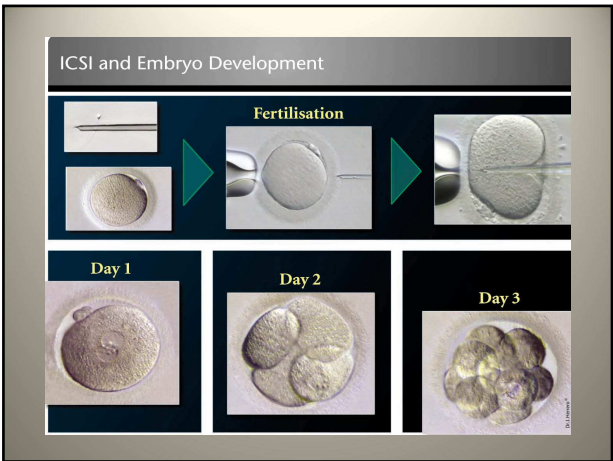 ICSI and Embryo Development
Fertilisation
Day 1
Day 2
Day 3